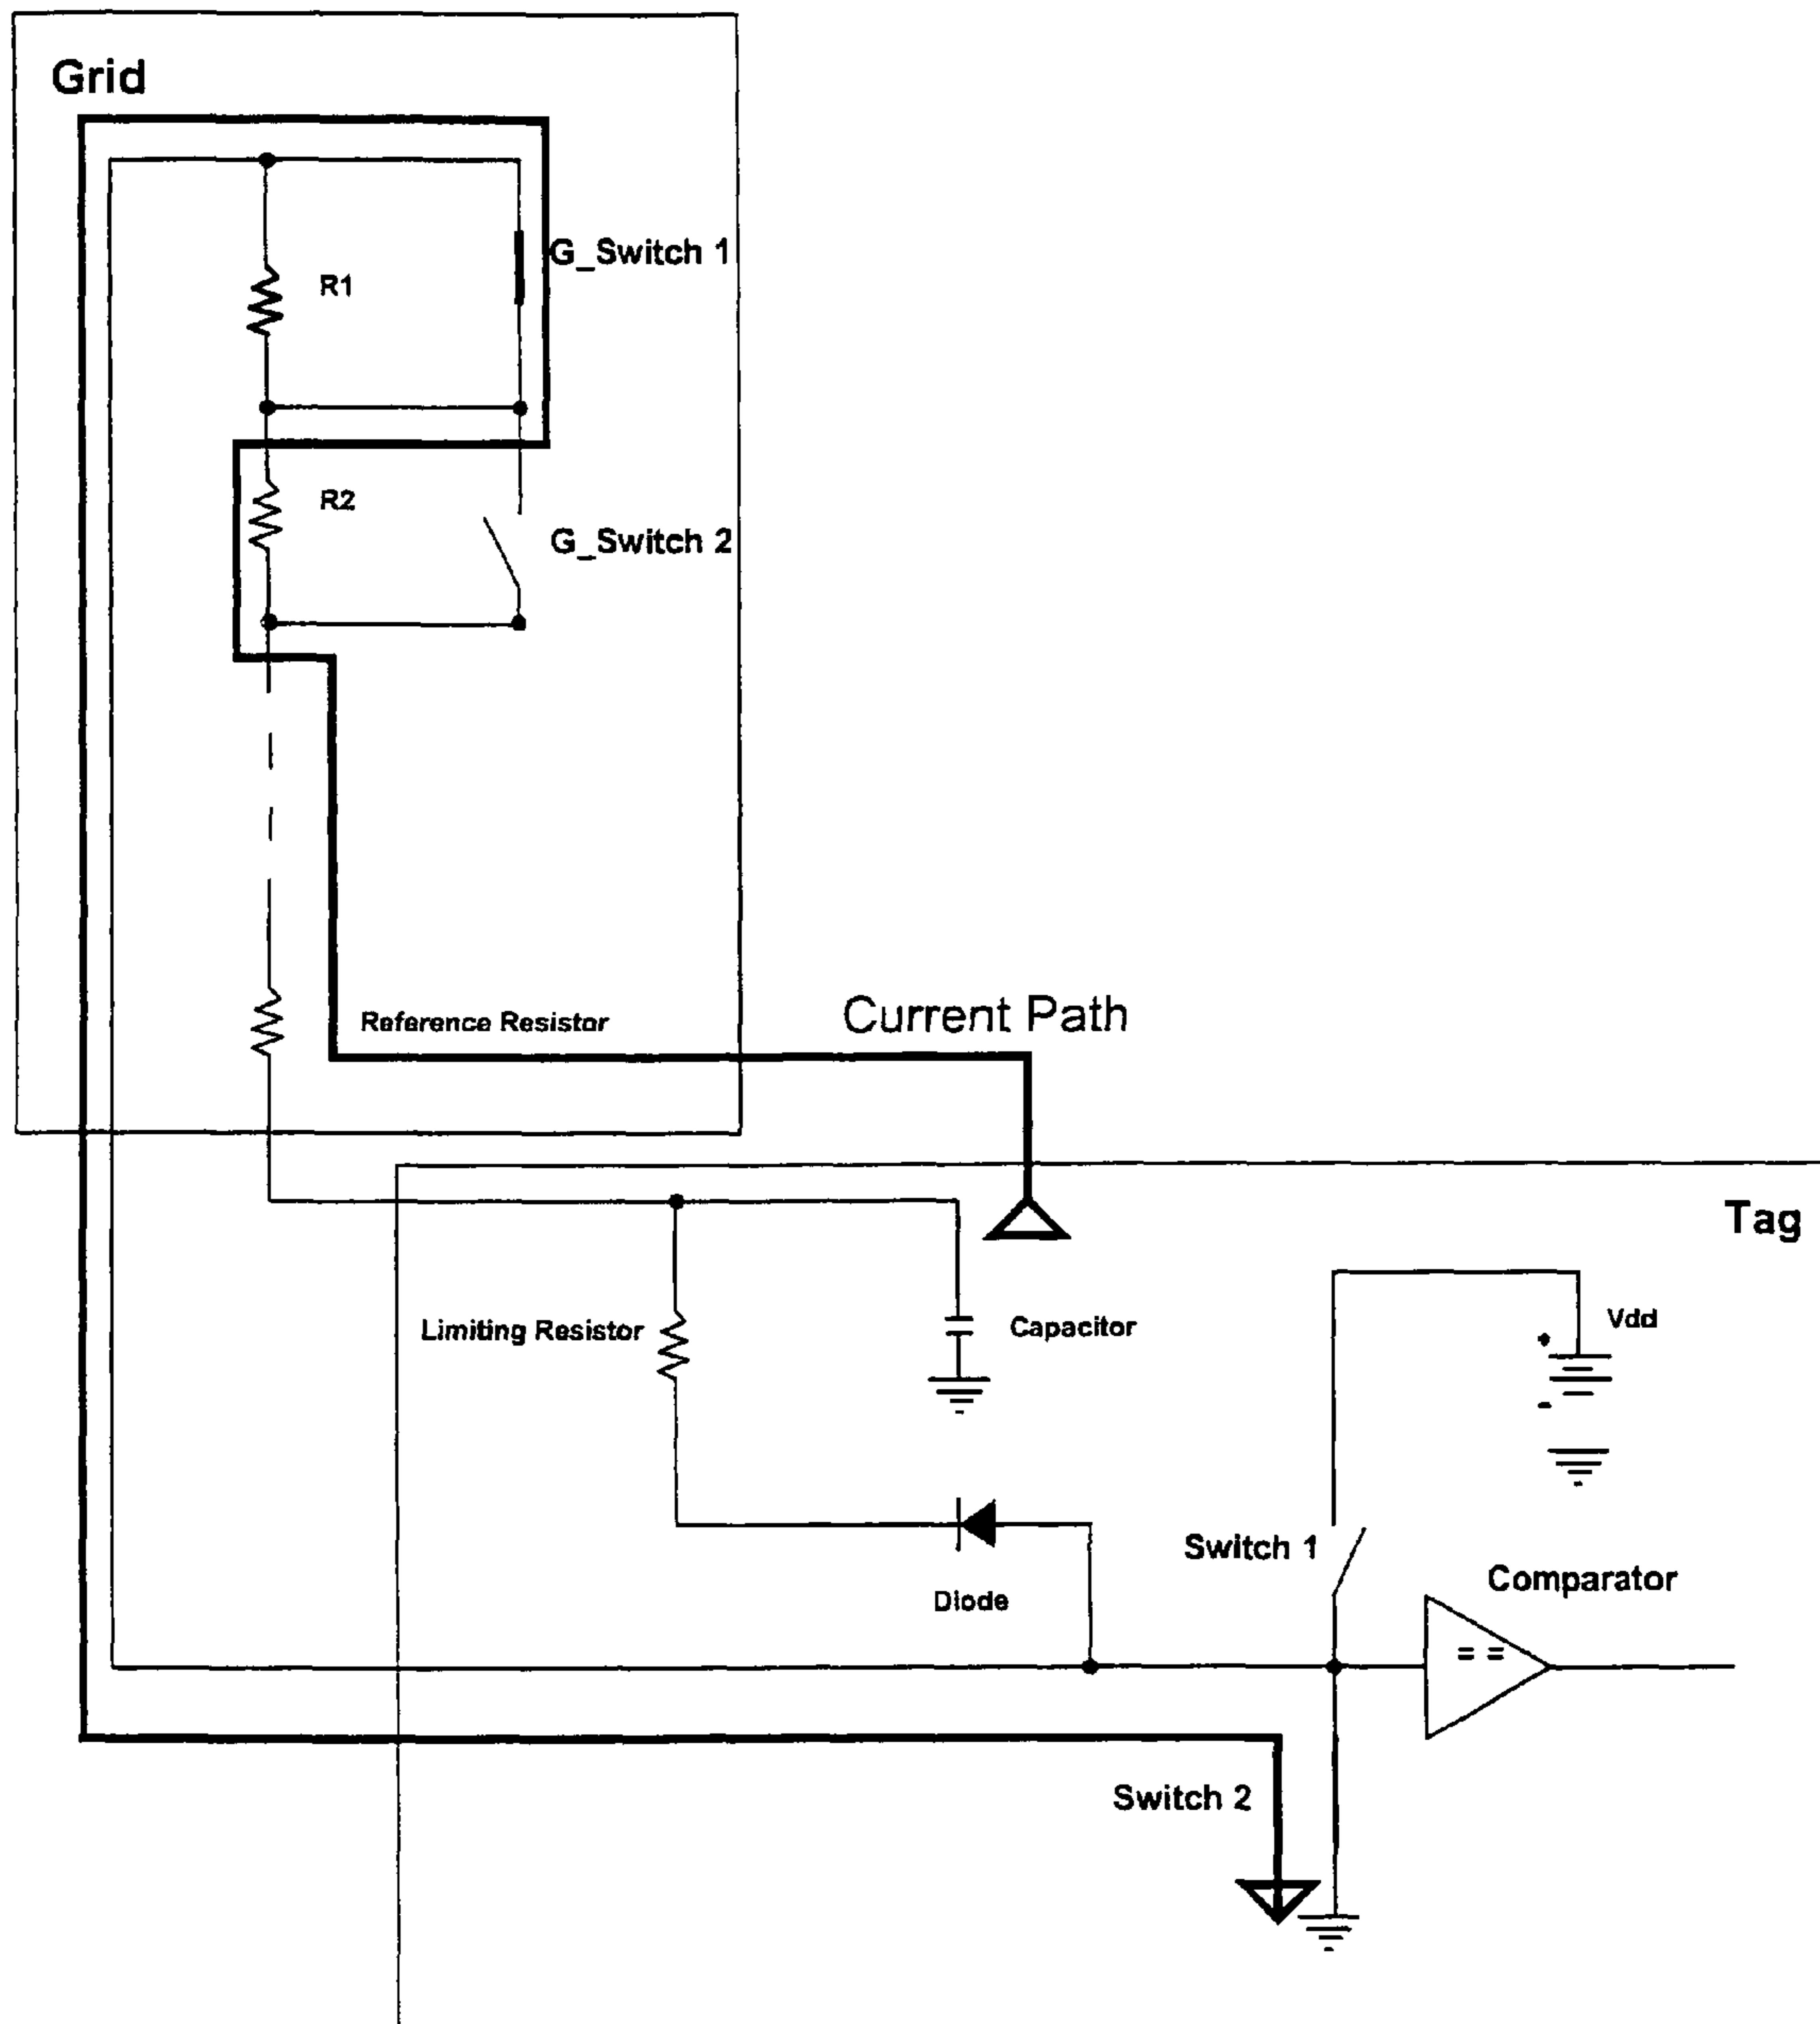 Grid
G_Switch 1
R1
R2
G_Switch 2
Reference Resistor
Current Path
Tag
Limiting Resistor
Capacitor
Vdd
+
-
Switch 1
Comparator
= =
Diode
Switch 2